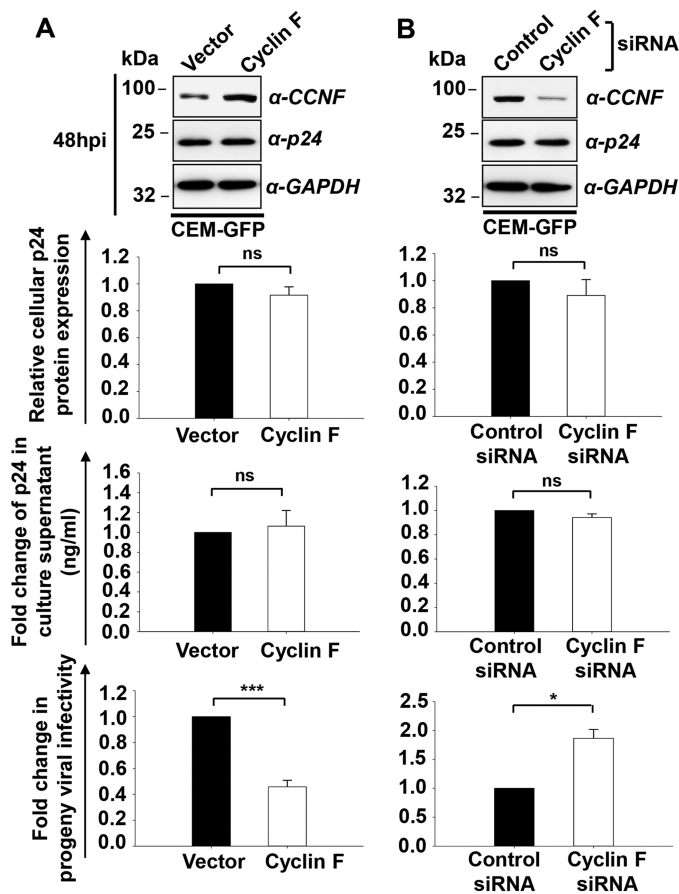 A
kDa
Vector
Cyclin F
100
α-CCNF
48hpi
25
α-p24
32
α-GAPDH
CEM-GFP
Relative cellular p24
protein expression
1.2
1.0
0.8
0.6
0.4
0.2
0.0
ns
Vector
Cyclin F
Fold change of p24 in
culture supernatant
(ng/ml)
1.6
1.4
1.2
1.0
0.8
0.6
0.4
0.2
0.0
ns
Vector
Cyclin F
Fold change in
progeny viral infectivity
1.2
1.0
0.8
0.6
0.4
0.2
0.0
***
Vector
Cyclin F
B
kDa
Control
Cyclin F
siRNA
100
α-CCNF
25
α-p24
32
α-GAPDH
CEM-GFP
1.2
1.0
0.8
0.6
0.4
0.2
0.0
ns
Control
siRNA
Cyclin F
siRNA
1.2
1.0
0.8
0.6
0.4
0.2
0.0
ns
Control
siRNA
Cyclin F
siRNA
2.5
2.0
1.5
1.0
0.5
0.0
*
Control
siRNA
Cyclin F
siRNA